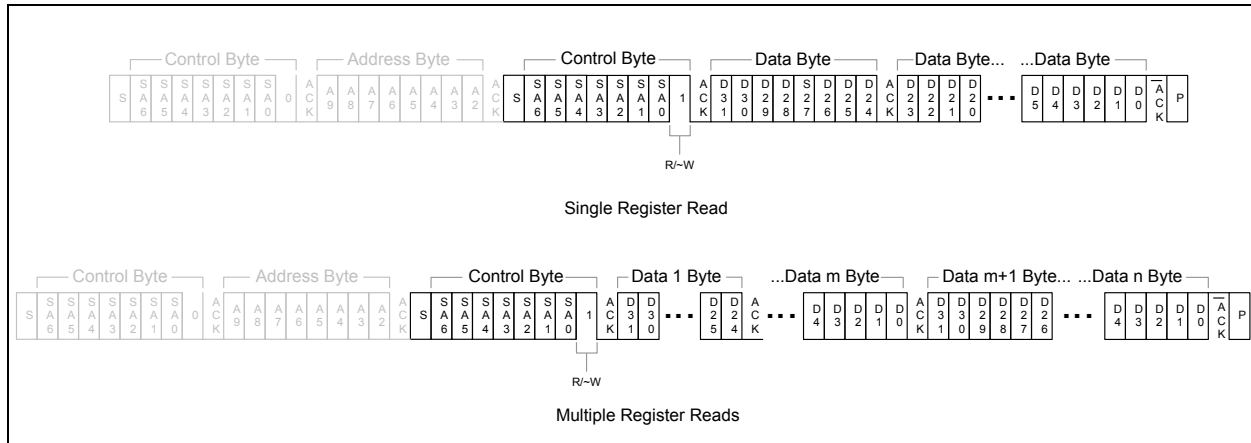 Control Byte Address Byte Control Byte Data Byte Data Byte... ...Data Byte
S SA6 SA5 SA4 SA3 SA2 SA1 SA0 0 ACK A9 A8 A7 A6 A5 A4 A3 A2 ACK S SA6 SA5 SA4 SA3 SA2 SA1 SA0 1 ACK D31 D30 D29 D28 S27 D26 D25 D24 ACK D23 D22 D21 D20 ... D5 D4 D3 D2 D1 D0 ACK P
R/~W
Single Register Read
Control Byte Address Byte Control Byte Data 1 Byte ...Data m Byte Data m+1 Byte... ...Data n Byte
S SA6 SA5 SA4 SA3 SA2 SA1 SA0 0 ACK A9 A8 A7 A6 A5 A4 A3 A2 ACK S SA6 SA5 SA4 SA3 SA2 SA1 SA0 1 ACK D31 D30 ... D25 D24 ACK ... D4 D3 D2 D1 D0 ACK D31 D30 D29 D28 D27 D26 ... D4 D3 D2 D1 D0 ACK P
R/~W
Multiple Register Reads